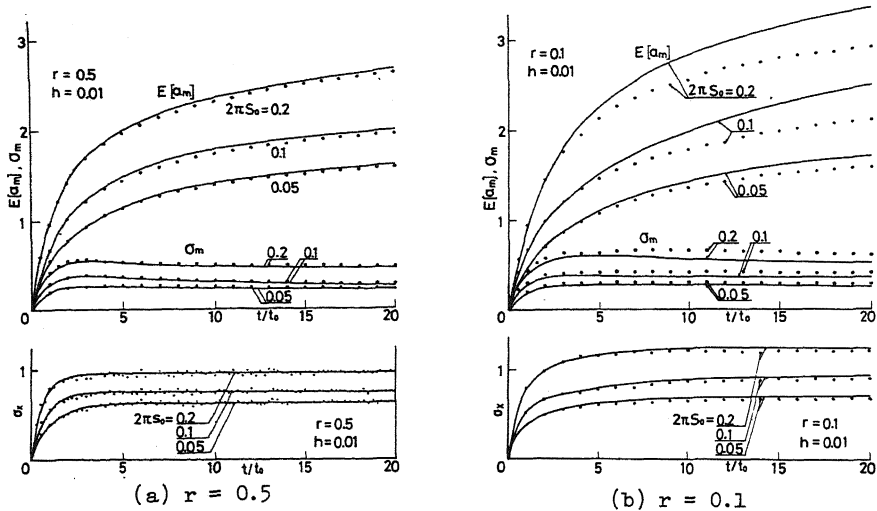 3
2
1
0
r = 0.5
h = 0.01
E[am]
2πS₀=0.2
0.1
0.05
E[am], σm
σm
0.2
0.1
0.05
5
10
15
20
t/t₀
1
0
σx
2πS₀=0.2
0.1
0.05
r = 0.5
h = 0.01
5
10
15
20
t/t₀
(a) r = 0.5
3
2
1
0
r = 0.1
h = 0.01
E[am]
2πS₀=0.2
0.1
0.05
E[am], σm
σm
0.2
0.1
0.05
5
10
15
20
t/t₀
1
0
σx
2πS₀=0.2
0.1
0.05
r = 0.1
h = 0.01
5
10
15
20
t/t₀
(b) r = 0.1